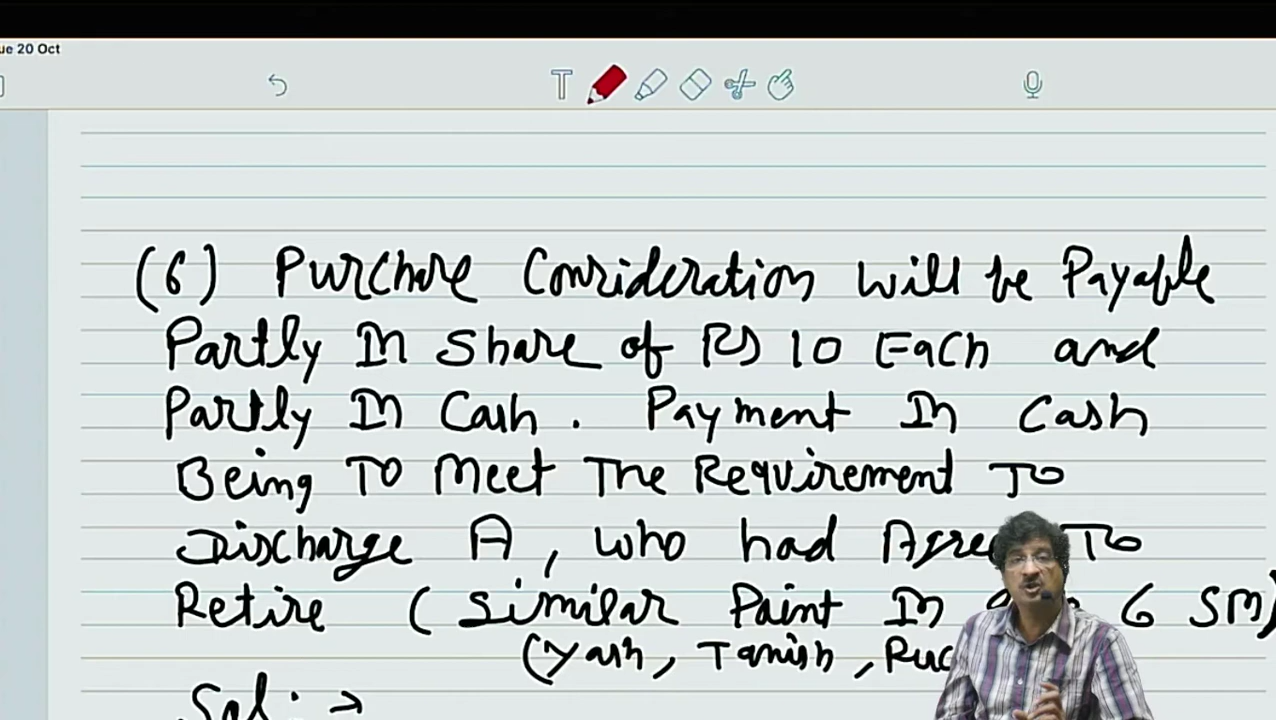 ue 20 Oct
T
(6) Purchase Consideration will be Payable
Partly In Share of RS 10 Each and
Partly In Cash. Payment In Cash
Being To Meet The Requirement To
Discharge A, who had To
Retire (Similar Point In 6 SM)
(Yash, Tanish,
Sol: →